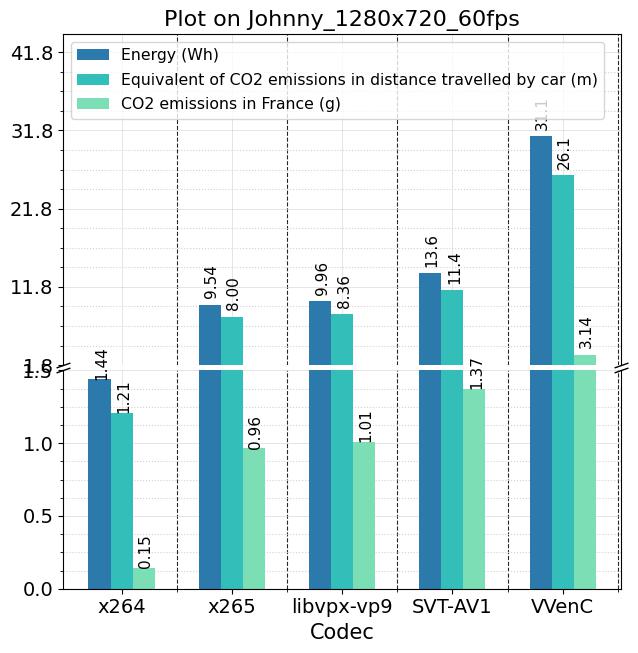 Plot on Johnny_1280x720_60fps
Energy (Wh)
Equivalent of CO2 emissions in distance travelled by car (m)
CO2 emissions in France (g)
41.8
31.8
21.8
11.8
1.8
1.5
1.0
0.5
0.0
1.44
1.21
0.15
9.54
8.00
0.96
9.96
8.36
1.01
13.6
11.4
1.37
31.1
26.1
3.14
x264
x265
libvpx-vp9
SVT-AV1
VVenC
Codec